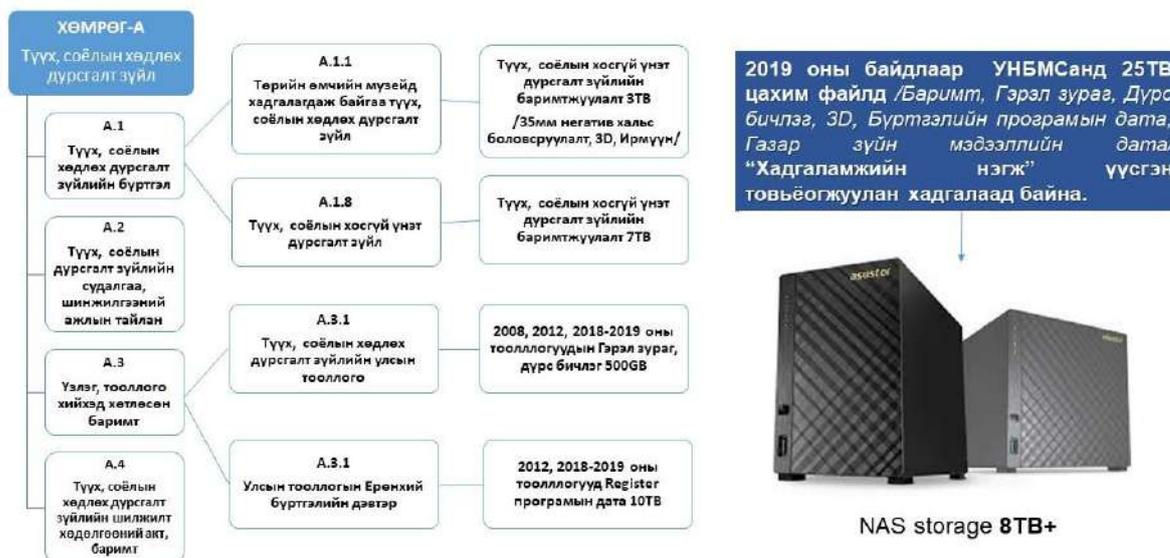 ХӨМРӨГ-А
Түүх, соёлын хөдлөх
дурсгалт зүйл
А.1
Түүх, соёлын
хөдлөх дурсгалт
зүйлийн бүртгэл
А.2
Түүх, соёлын
дурсгалт зүйлийн
судалгаа,
шинжилгээний
ажлын тайлан
А.3
Үзлэг, тооллого
хийхэд хөтлөсөн
баримт
А.4
Түүх, соёлын
хөдлөх дурсгалт
зүйлийн шилжилт
хөдөлгөөний акт,
баримт
А.1.1
Төрийн өмчийн музейд
хадгалагдаж байгаа түүх,
соёлын хөдлөх дурсгалт
зүйл
А.1.8
Түүх, соёлын хосгүй үнэт
дурсгалт зүйл
А.3.1
Түүх, соёлын хөдлөх
дурсгалт зүйлийн улсын
тооллого
А.3.1
Улсын тооллогын Ерөнхий
бүртгэлийн дэвтэр
Түүх, соёлын хосгүй үнэт
дурсгалт зүйлийн
баримтжуулалт 3TB
/35мм негатив хальс
боловсруулалт, 3D, Ирмүүн/
Түүх, соёлын хосгүй үнэт
дурсгалт зүйлийн
баримтжуулалт 7TB
2008, 2012, 2018-2019 оны
тоолллогуудын Гэрэл зураг,
дүрс бичлэг 500GB
2012, 2018-2019 оны
тоолллогууд Register
програмын дата 10TB
2019 оны байдлаар УНБМСанд 25TB
цахим файлд /Баримт, Гэрэл зураг, Дүрс
бичлэг, 3D, Бүртгэлийн програмын дата,
Газар зүйн мэдээллийн дата/
“Хадгаламжийн нэгж” үүсгэн
товьёогжуулан хадгалаад байна.
asustor
NAS storage 8TB+